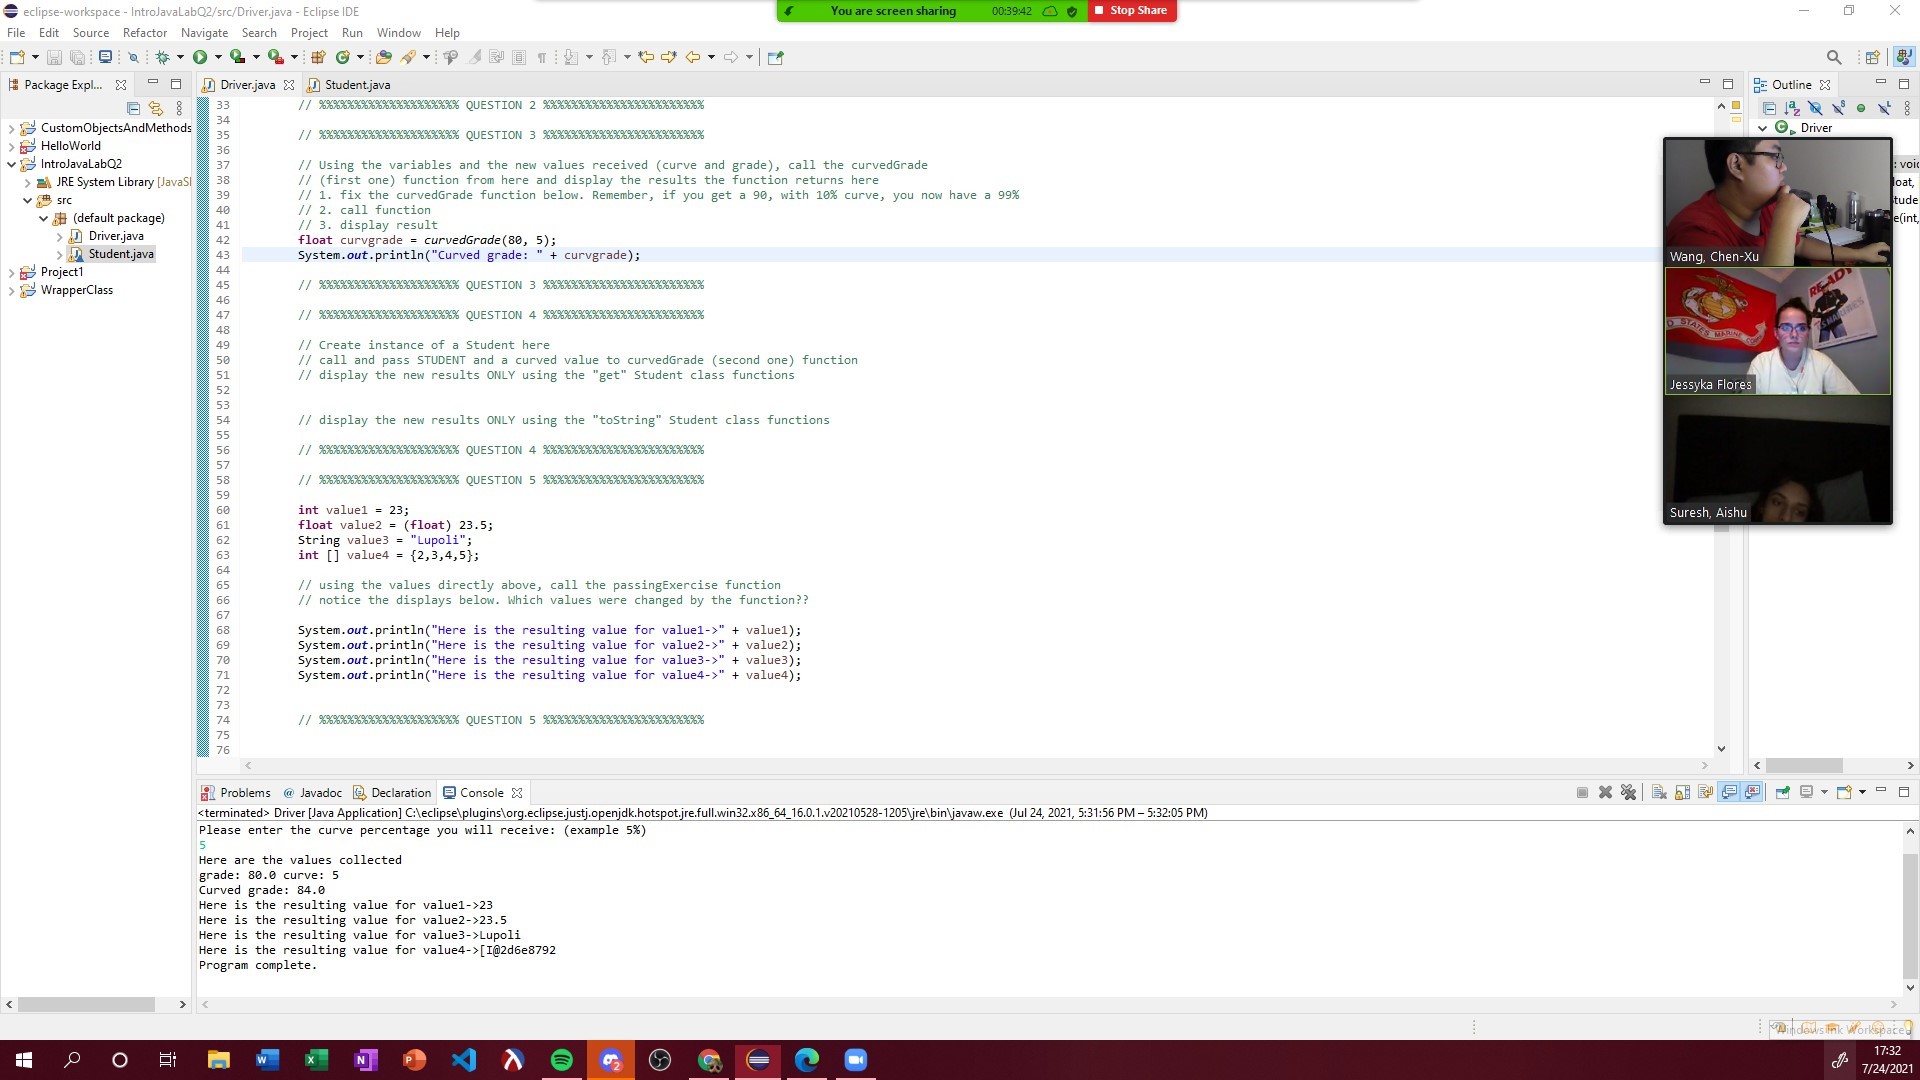 eclipse-workspace - IntroJavaLabQ2/src/Driver.java - Eclipse IDE
You are screen sharing 00:39:42 Stop Share
File Edit Source Refactor Navigate Search Project Run Window Help
Package Expl...
CustomObjectsAndMethods
HelloWorld
IntroJavaLabQ2
JRE System Library [JavaS
src
(default package)
Driver.java
Student.java
Project1
WrapperClass
Driver.java Student.java
33 // %%%%%%%%%%%%%%%%%%%% QUESTION 2 %%%%%%%%%%%%%%%%%%%%%%%
34
35 // %%%%%%%%%%%%%%%%%%%% QUESTION 3 %%%%%%%%%%%%%%%%%%%%%%%
36
37 // Using the variables and the new values received (curve and grade), call the curvedGrade
38 // (first one) function from here and display the results the function returns here
39 // 1. fix the curvedGrade function below. Remember, if you get a 90, with 10% curve, you now have a 99%
40 // 2. call function
41 // 3. display result
42 float curvgrade = curvedGrade(80, 5);
43 System.out.println("Curved grade: " + curvgrade);
44
45 // %%%%%%%%%%%%%%%%%%%% QUESTION 3 %%%%%%%%%%%%%%%%%%%%%%%
46
47 // %%%%%%%%%%%%%%%%%%%% QUESTION 4 %%%%%%%%%%%%%%%%%%%%%%%
48
49 // Create instance of a Student here
50 // call and pass STUDENT and a curved value to curvedGrade (second one) function
51 // display the new results ONLY using the "get" Student class functions
52
53
54 // display the new results ONLY using the "toString" Student class functions
55
56 // %%%%%%%%%%%%%%%%%%%% QUESTION 4 %%%%%%%%%%%%%%%%%%%%%%%
57
58 // %%%%%%%%%%%%%%%%%%%% QUESTION 5 %%%%%%%%%%%%%%%%%%%%%%%
59
60 int value1 = 23;
61 float value2 = (float) 23.5;
62 String value3 = "Lupoli";
63 int [] value4 = {2,3,4,5};
64
65 // using the values directly above, call the passingExercise function
66 // notice the displays below. Which values were changed by the function??
67
68 System.out.println("Here is the resulting value for value1->" + value1);
69 System.out.println("Here is the resulting value for value2->" + value2);
70 System.out.println("Here is the resulting value for value3->" + value3);
71 System.out.println("Here is the resulting value for value4->" + value4);
72
73
74 // %%%%%%%%%%%%%%%%%%%% QUESTION 5 %%%%%%%%%%%%%%%%%%%%%%%
75
76
Outline
Driver
: voic
loat,
tude
e(int,
Wang, Chen-Xu
READY
D STATES MARINE
Jessyka Flores
Suresh, Aishu
Problems Javadoc Declaration Console
<terminated> Driver [Java Application] C:\eclipse\plugins\org.eclipse.justj.openjdk.hotspot.jre.full.win32.x86_64_16.0.1.v20210528-1205\jre\bin\javaw.exe (Jul 24, 2021, 5:31:56 PM – 5:32:05 PM)
Please enter the curve percentage you will receive: (example 5%)
5
Here are the values collected
grade: 80.0 curve: 5
Curved grade: 84.0
Here is the resulting value for value1->23
Here is the resulting value for value2->23.5
Here is the resulting value for value3->Lupoli
Here is the resulting value for value4->[I@2d6e8792
Program complete.
Windows Ink Workspace
17:32
7/24/2021